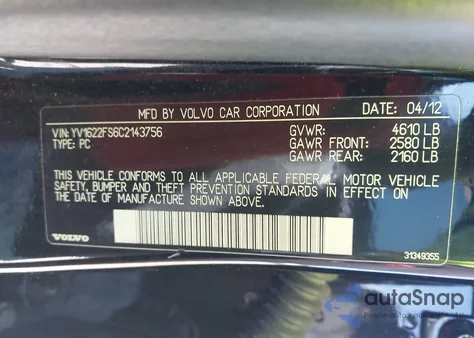 MFD BY VOLVO CAR CORPORATION DATE: 04/12
VIN: YV1622FS6C2143756 GVWR: 4610 LB
TYPE: PC GAWR FRONT: 2580 LB
GAWR REAR: 2160 LB
THIS VEHICLE CONFORMS TO ALL APPLICABLE FEDERAL MOTOR VEHICLE
SAFETY, BUMPER AND THEFT PREVENTION STANDARDS IN EFFECT ON
THE DATE OF MANUFACTURE SHOWN ABOVE.
VOLVO
31349355
autoSnap